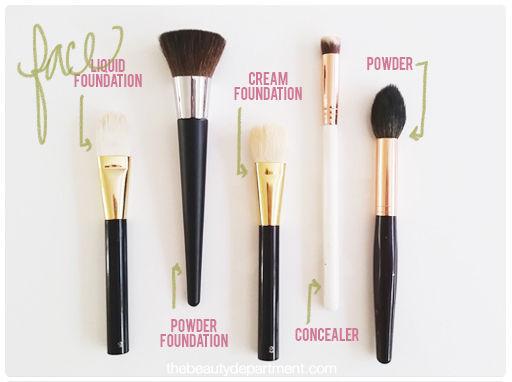 face
LIQUID
FOUNDATION
CREAM
FOUNDATION
POWDER
POWDER
FOUNDATION
CONCEALER
thebeautydepartment.com